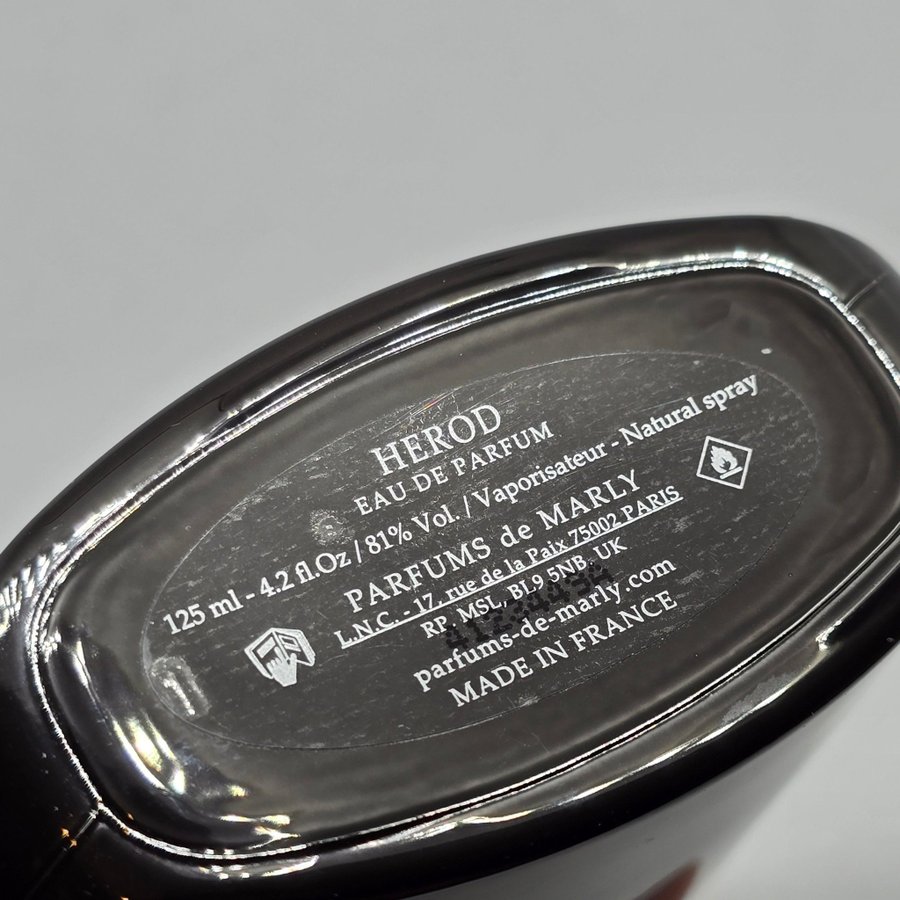 HEROD
EAU DE PARFUM
125 ml - 4.2 fl.Oz / 81% Vol. / Vaporisateur - Natural spray
PARFUMS de MARLY
L.N.C. - 17, rue de la Paix 75002 PARIS
RP, MSL, BL9 5NB, UK
parfums-de-marly.com
MADE IN FRANCE